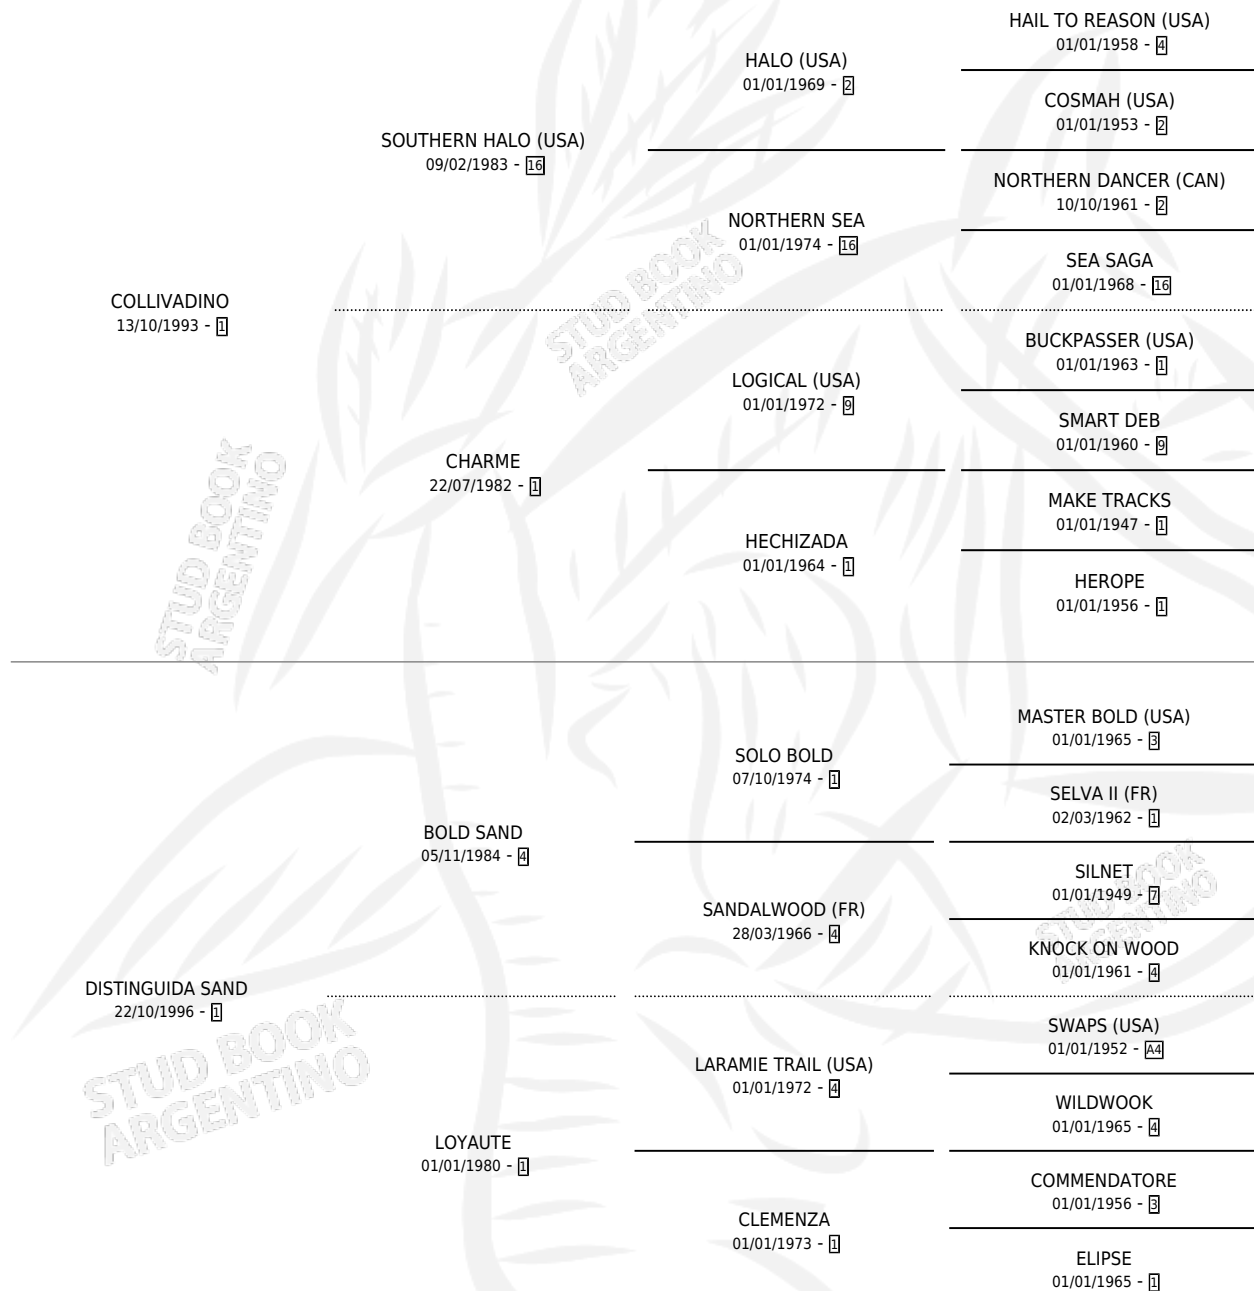 HAIL TO REASON (USA)
01/01/1958 - 4
HALO (USA)
01/01/1969 - 2
COSMAH (USA)
01/01/1953 - 2
SOUTHERN HALO (USA)
09/02/1983 - 16
NORTHERN DANCER (CAN)
10/10/1961 - 2
NORTHERN SEA
01/01/1974 - 16
SEA SAGA
01/01/1968 - 16
COLLIVADINO
13/10/1993 - 1
BUCKPASSER (USA)
01/01/1963 - 1
LOGICAL (USA)
01/01/1972 - 9
SMART DEB
01/01/1960 - 9
CHARME
22/07/1982 - 1
MAKE TRACKS
01/01/1947 - 1
HECHIZADA
01/01/1964 - 1
HEROPE
01/01/1956 - 1
MASTER BOLD (USA)
01/01/1965 - 3
SOLO BOLD
07/10/1974 - 1
SELVA II (FR)
02/03/1962 - 1
BOLD SAND
05/11/1984 - 4
SILNET
01/01/1949 - 7
SANDALWOOD (FR)
28/03/1966 - 4
KNOCK ON WOOD
01/01/1961 - 4
DISTINGUIDA SAND
22/10/1996 - 1
SWAPS (USA)
01/01/1952 - A4
LARAMIE TRAIL (USA)
01/01/1972 - 4
WILDWOOK
01/01/1965 - 4
LOYAUTE
01/01/1980 - 1
COMMENDATORE
01/01/1956 - 3
CLEMENZA
01/01/1973 - 1
ELIPSE
01/01/1965 - 1
STUD BOOK
ARGENTINO
STUD BOOK
ARGENTINO
STUD BOOK
ARGENTINO
STUD BOOK
ARGENTINO